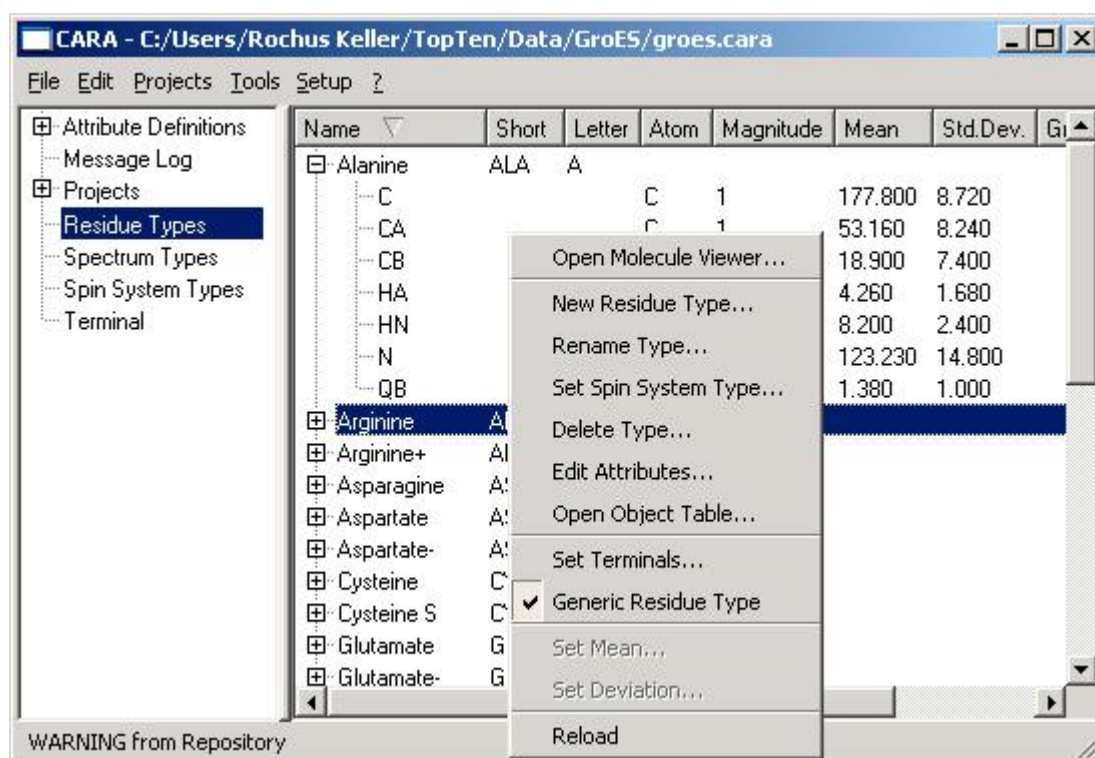 CARA - C:/Users/Rochus Keller/TopTen/Data/GroES/groes.cara
File Edit Projects Tools Setup ?
Attribute Definitions
Message Log
Projects
Residue Types
Spectrum Types
Spin System Types
Terminal
Name Short Letter Atom Magnitude Mean Std.Dev.
Alanine ALA A
C C 1 177.800 8.720
CA C 1 53.160 8.240
CB 18.900 7.400
HA 4.260 1.680
HN 8.200 2.400
N 123.230 14.800
QB 1.380 1.000
Arginine
Arginine+
Asparagine
Aspartate
Aspartate-
Cysteine
Cysteine S
Glutamate
Glutamate-
Open Molecule Viewer...
New Residue Type...
Rename Type...
Set Spin System Type...
Delete Type...
Edit Attributes...
Open Object Table...
Set Terminals...
Generic Residue Type
Set Mean...
Set Deviation...
Reload
WARNING from Repository